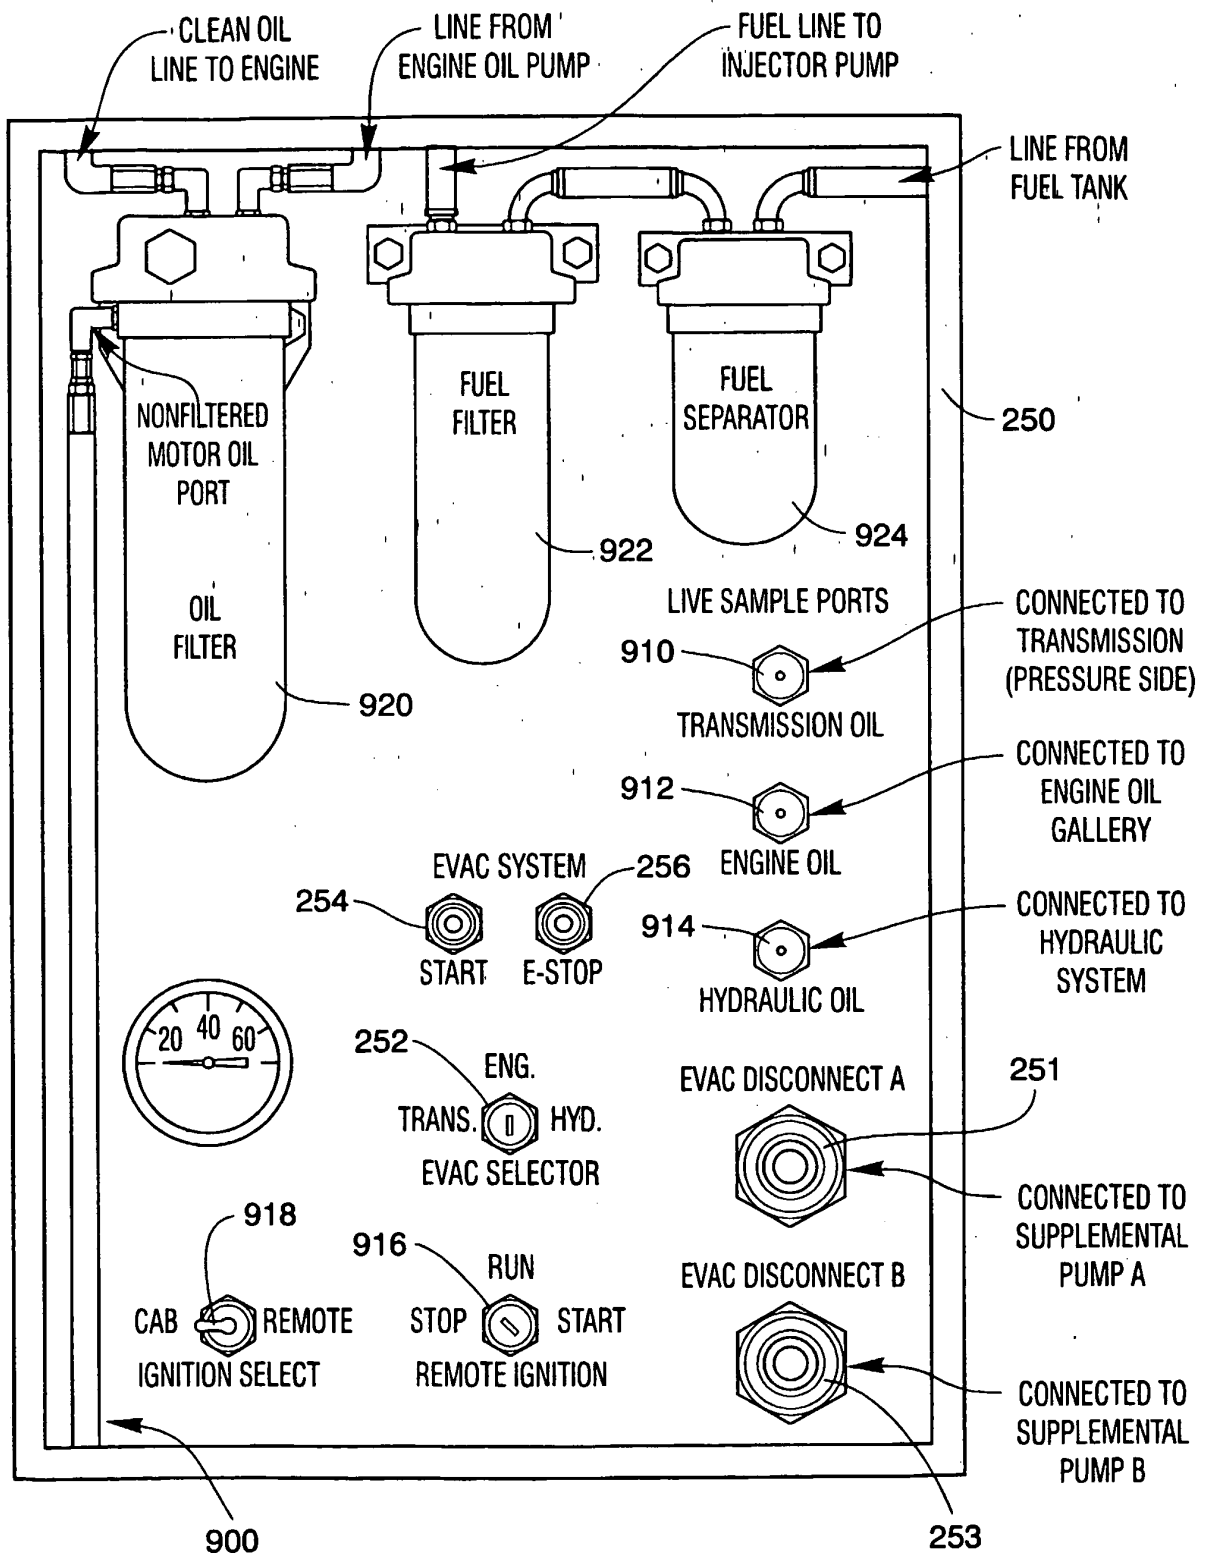 CLEAN OIL
LINE TO ENGINE
LINE FROM
ENGINE OIL PUMP
FUEL LINE TO
INJECTOR PUMP
LINE FROM
FUEL TANK
250
NONFILTERED
MOTOR OIL
PORT
OIL
FILTER
920
FUEL
FILTER
922
FUEL
SEPARATOR
924
LIVE SAMPLE PORTS
910
TRANSMISSION OIL
CONNECTED TO
TRANSMISSION
(PRESSURE SIDE)
912
ENGINE OIL
CONNECTED TO
ENGINE OIL
GALLERY
914
HYDRAULIC OIL
CONNECTED TO
HYDRAULIC
SYSTEM
EVAC SYSTEM
254
256
START
E-STOP
20 40 60
252
ENG.
TRANS.
HYD.
EVAC SELECTOR
EVAC DISCONNECT A
251
CONNECTED TO
SUPPLEMENTAL
PUMP A
918
CAB
REMOTE
IGNITION SELECT
916
RUN
STOP
START
REMOTE IGNITION
EVAC DISCONNECT B
CONNECTED TO
SUPPLEMENTAL
PUMP B
900
253